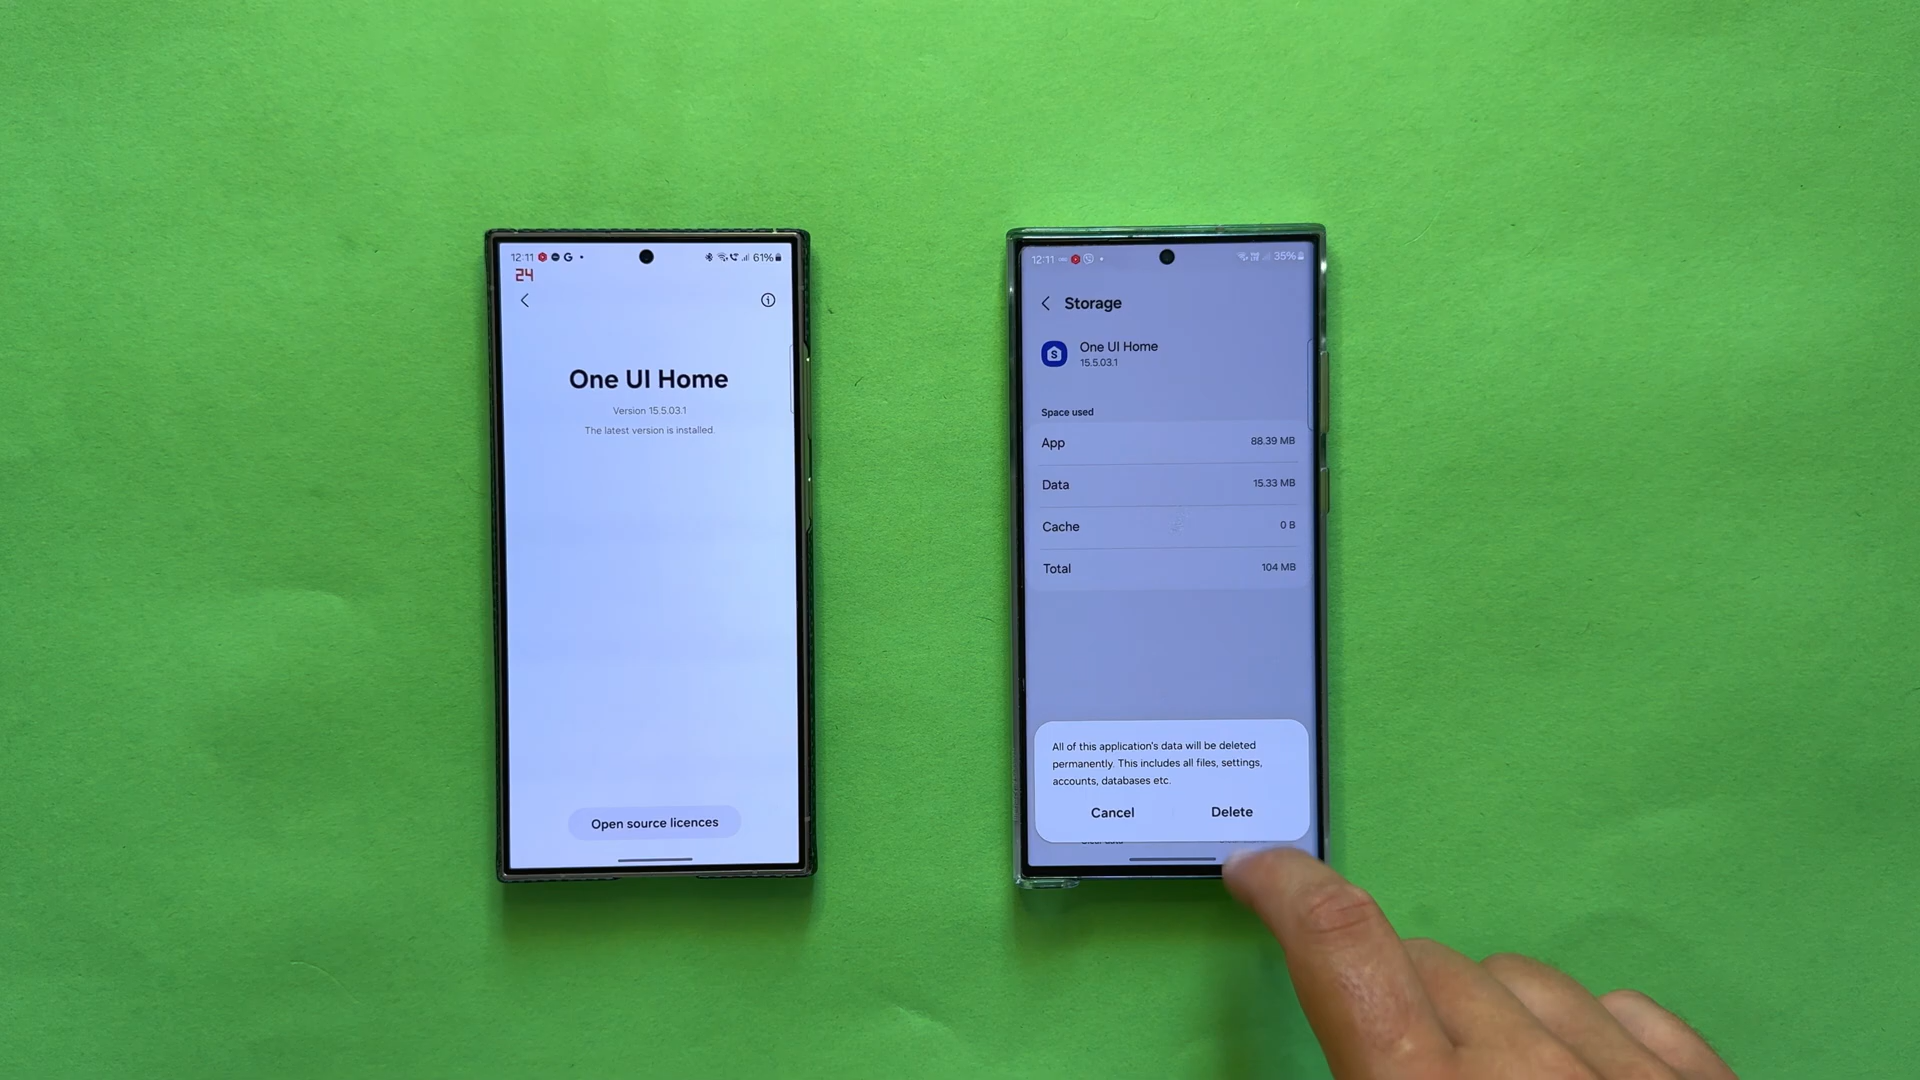 12:11
61%
24
One UI Home
Version 15.5.03.1
The latest version is installed.
Open source licences
12:11
35%
Storage
One UI Home
15.5.03.1
Space used
App 88.39 MB
Data 15.33 MB
Cache 0 B
Total 104 MB
All of this application's data will be deleted
permanently. This includes all files, settings,
accounts, databases etc.
Cancel Delete